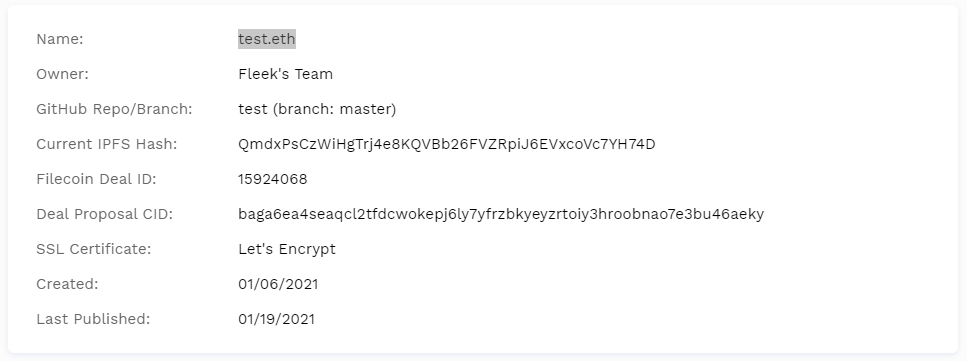 Name: test.eth
Owner: Fleek's Team
GitHub Repo/Branch: test (branch: master)
Current IPFS Hash: QmdxPsCzWiHgTrj4e8KQVBb26FVZRpiJ6EVxcoVc7YH74D
Filecoin Deal ID: 15924068
Deal Proposal CID: baga6ea4seaqcl2tfdcwokepj6ly7yfrzbkyeyzrtoiy3hroobnao7e3bu46aeky
SSL Certificate: Let's Encrypt
Created: 01/06/2021
Last Published: 01/19/2021